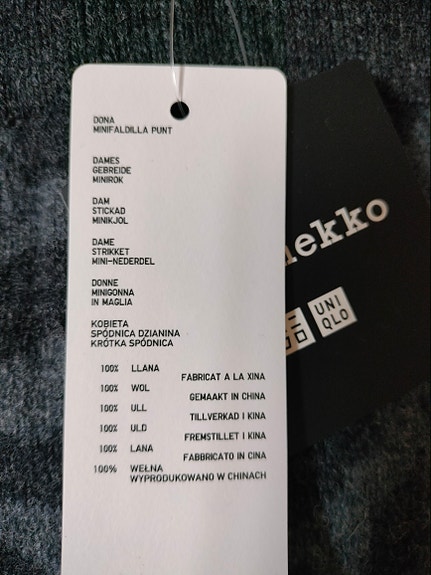 DONA
MINIFALDILLA PUNT
DAMES
GEBREIDE
MINIROK
DAM
STICKAD
MINIKJOL
DAME
STRIKKET
MINI-NEDERDEL
DONNE
MINIGONNA
IN MAGLIA
KOBIETA
SPÓDNICA DZIANINA
KRÓTKA SPÓDNICA
100% LLANA
FABRICAT A LA XINA
100% WOL
GEMAAKT IN CHINA
100% ULL
TILLVERKAD I KINA
100% ULD
FREMSTILLET I KINA
100% LANA
FABBRICATO IN CINA
100% WEŁNA
WYPRODUKOWANO W CHINACH
ekko
UNI
QLO